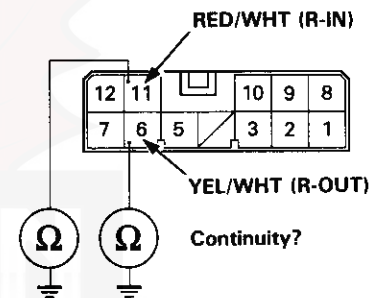 RED/WHT (R-IN)
12 11 10 9 8
7 6 5 3 2 1
YEL/WHT (R-OUT)
Ω Ω Continuity?